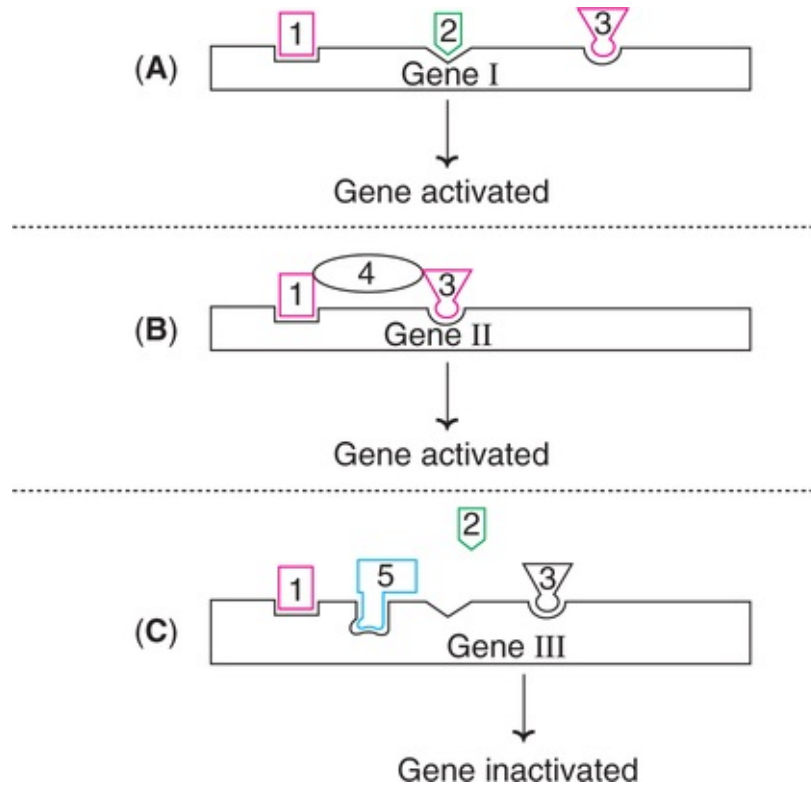 1 2 3
(A) Gene I
Gene activated
4
1 3
(B) Gene II
Gene activated
2
1 5 3
(C) Gene III
Gene inactivated